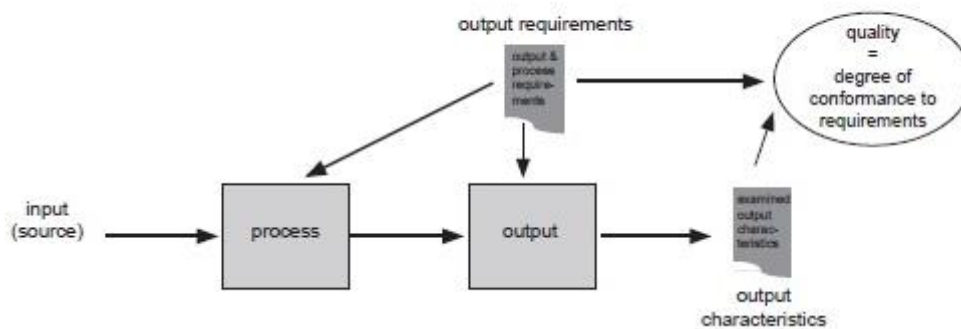 output requirements
output &
process
require-
ments
quality
=
degree of
conformance to
requirements
input
(source)
process
output
examined
output
charac-
teristics
output
characteristics